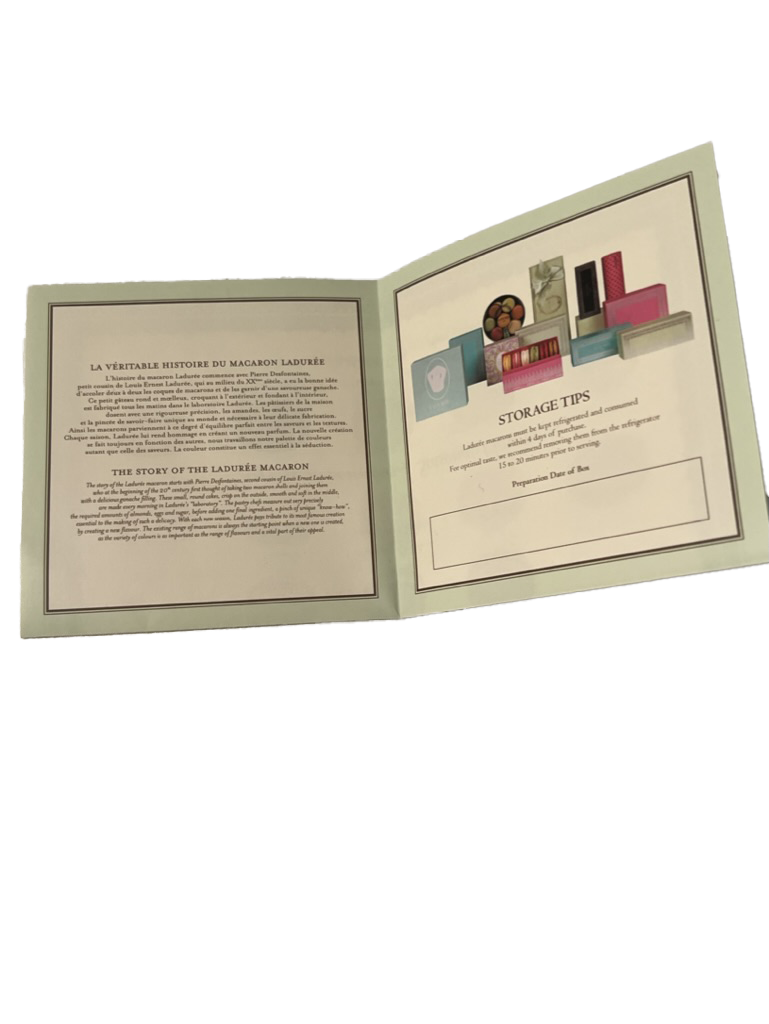 LA VÉRITABLE HISTOIRE DU MACARON LADURÉE
L'histoire du macaron Ladurée commence avec Pierre Desfontaines,
petit cousin de Louis Ernest Ladurée, qui au milieu du XXème siècle, a eu la bonne idée
d'accoler deux à deux les coques de macarons et de les garnir d'une savoureuse ganache.
Ce petit gâteau rond et moelleux, croquant à l'extérieur et fondant à l'intérieur,
est fabriqué tous les matins dans le laboratoire Ladurée. Les pâtissiers de la maison
dosent avec une rigoureuse précision, les amandes, les œufs, le sucre
et la pincée de savoir-faire unique au monde et nécessaire à leur délicate fabrication.
Ainsi les macarons parviennent à ce degré d'équilibre parfait entre les saveurs et les textures.
Chaque saison, Ladurée lui rend hommage en créant un nouveau parfum. La nouvelle création
se fait toujours en fonction des autres, nous travaillons notre palette de couleurs
autant que celle des saveurs. La couleur constitue un effet essentiel à la séduction.
THE STORY OF THE LADURÉE MACARON
The story of the Ladurée macaron starts with Pierre Desfontaines, second cousin of Louis Ernest Ladurée,
who at the beginning of the 20th century first thought of taking two macaron shells and joining them
with a delicious ganache filling. These small, round cakes, crisp on the outside, smooth and soft in the middle,
are made every morning in Ladurée's "laboratory". The pastry chefs measure out very precisely
the required amounts of almonds, eggs and sugar, before adding one final ingredient, a pinch of unique "know-how",
essential to the making of such a delicacy. With each new season, Ladurée pays tribute to its most famous creation
by creating a new flavour. The existing range of macarons is always the starting point when a new one is created,
as the variety of colours is as important as the range of flavours and a vital part of their appeal.
STORAGE TIPS
Ladurée macarons must be kept refrigerated and consumed
within 4 days of purchase.
For optimal taste, we recommend removing them from the refrigerator
15 to 20 minutes prior to serving.
Preparation Date of Box